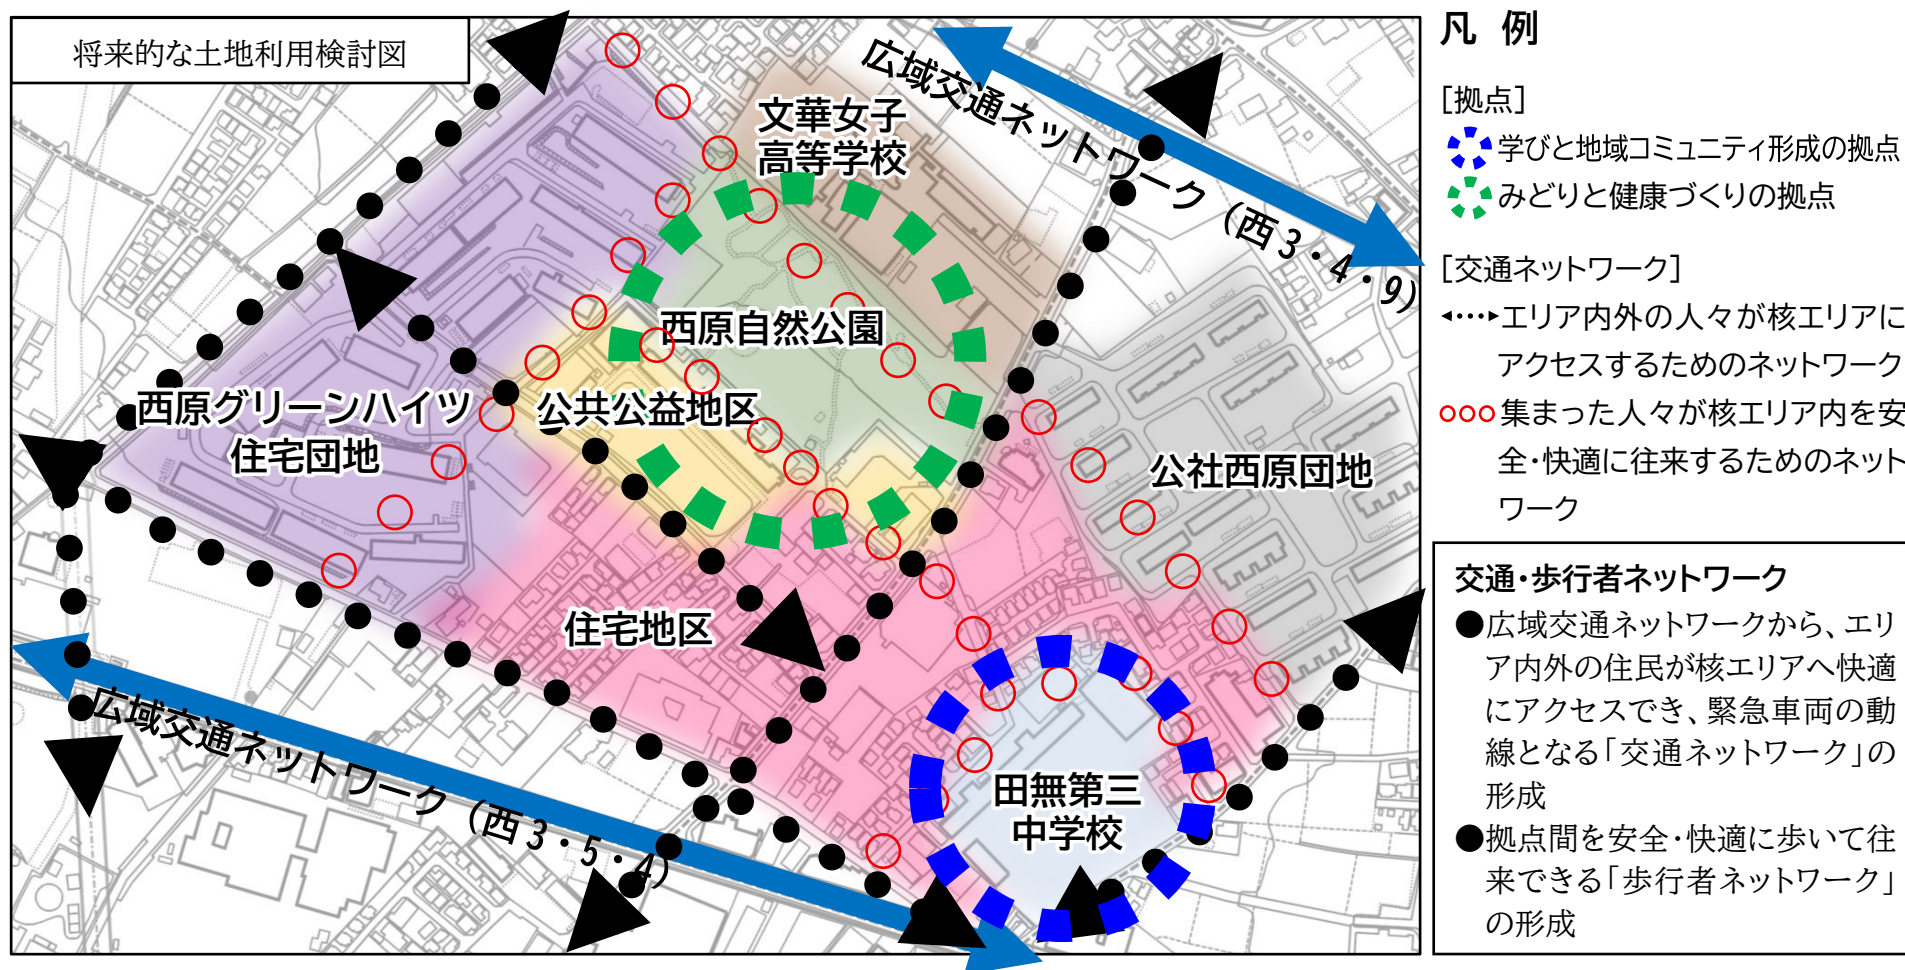 将来的な土地利用検討図
文華女子
高等学校
広域交通ネットワーク（西3・4・9）
西原自然公園
西原グリーンハイツ
住宅団地
公共公益地区
公社西原団地
住宅地区
広域交通ネットワーク（西3・5・4）
田無第三
中学校
凡 例
［拠点］
学びと地域コミュニティ形成の拠点
みどりと健康づくりの拠点
［交通ネットワーク］
エリア内外の人々が核エリアに
アクセスするためのネットワーク
集まった人々が核エリア内を安
全・快適に往来するためのネット
ワーク
交通・歩行者ネットワーク
●広域交通ネットワークから、エリ
ア内外の住民が核エリアへ快適
にアクセスでき、緊急車両の動
線となる「交通ネットワーク」の
形成
●拠点間を安全・快適に歩いて往
来できる「歩行者ネットワーク」
の形成